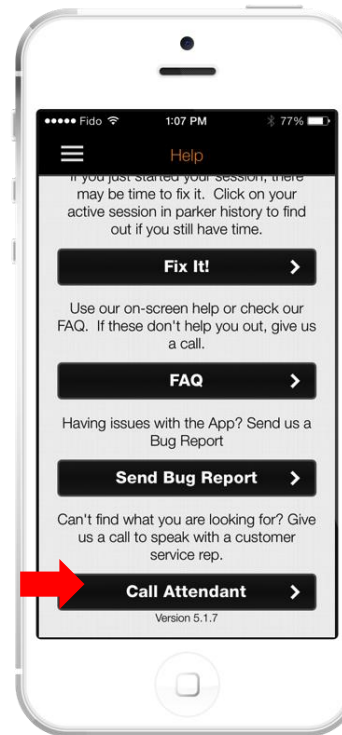 Fido 1:07 PM 77%
Help
If you just started your session, there
may be time to fix it. Click on your
active session in parker history to find
out if you still have time.
Fix It!
Use our on-screen help or check our
FAQ. If these don't help you out, give us
a call.
FAQ
Having issues with the App? Send us a
Bug Report
Send Bug Report
Can't find what you are looking for? Give
us a call to speak with a customer
service rep.
Call Attendant
Version 5.1.7